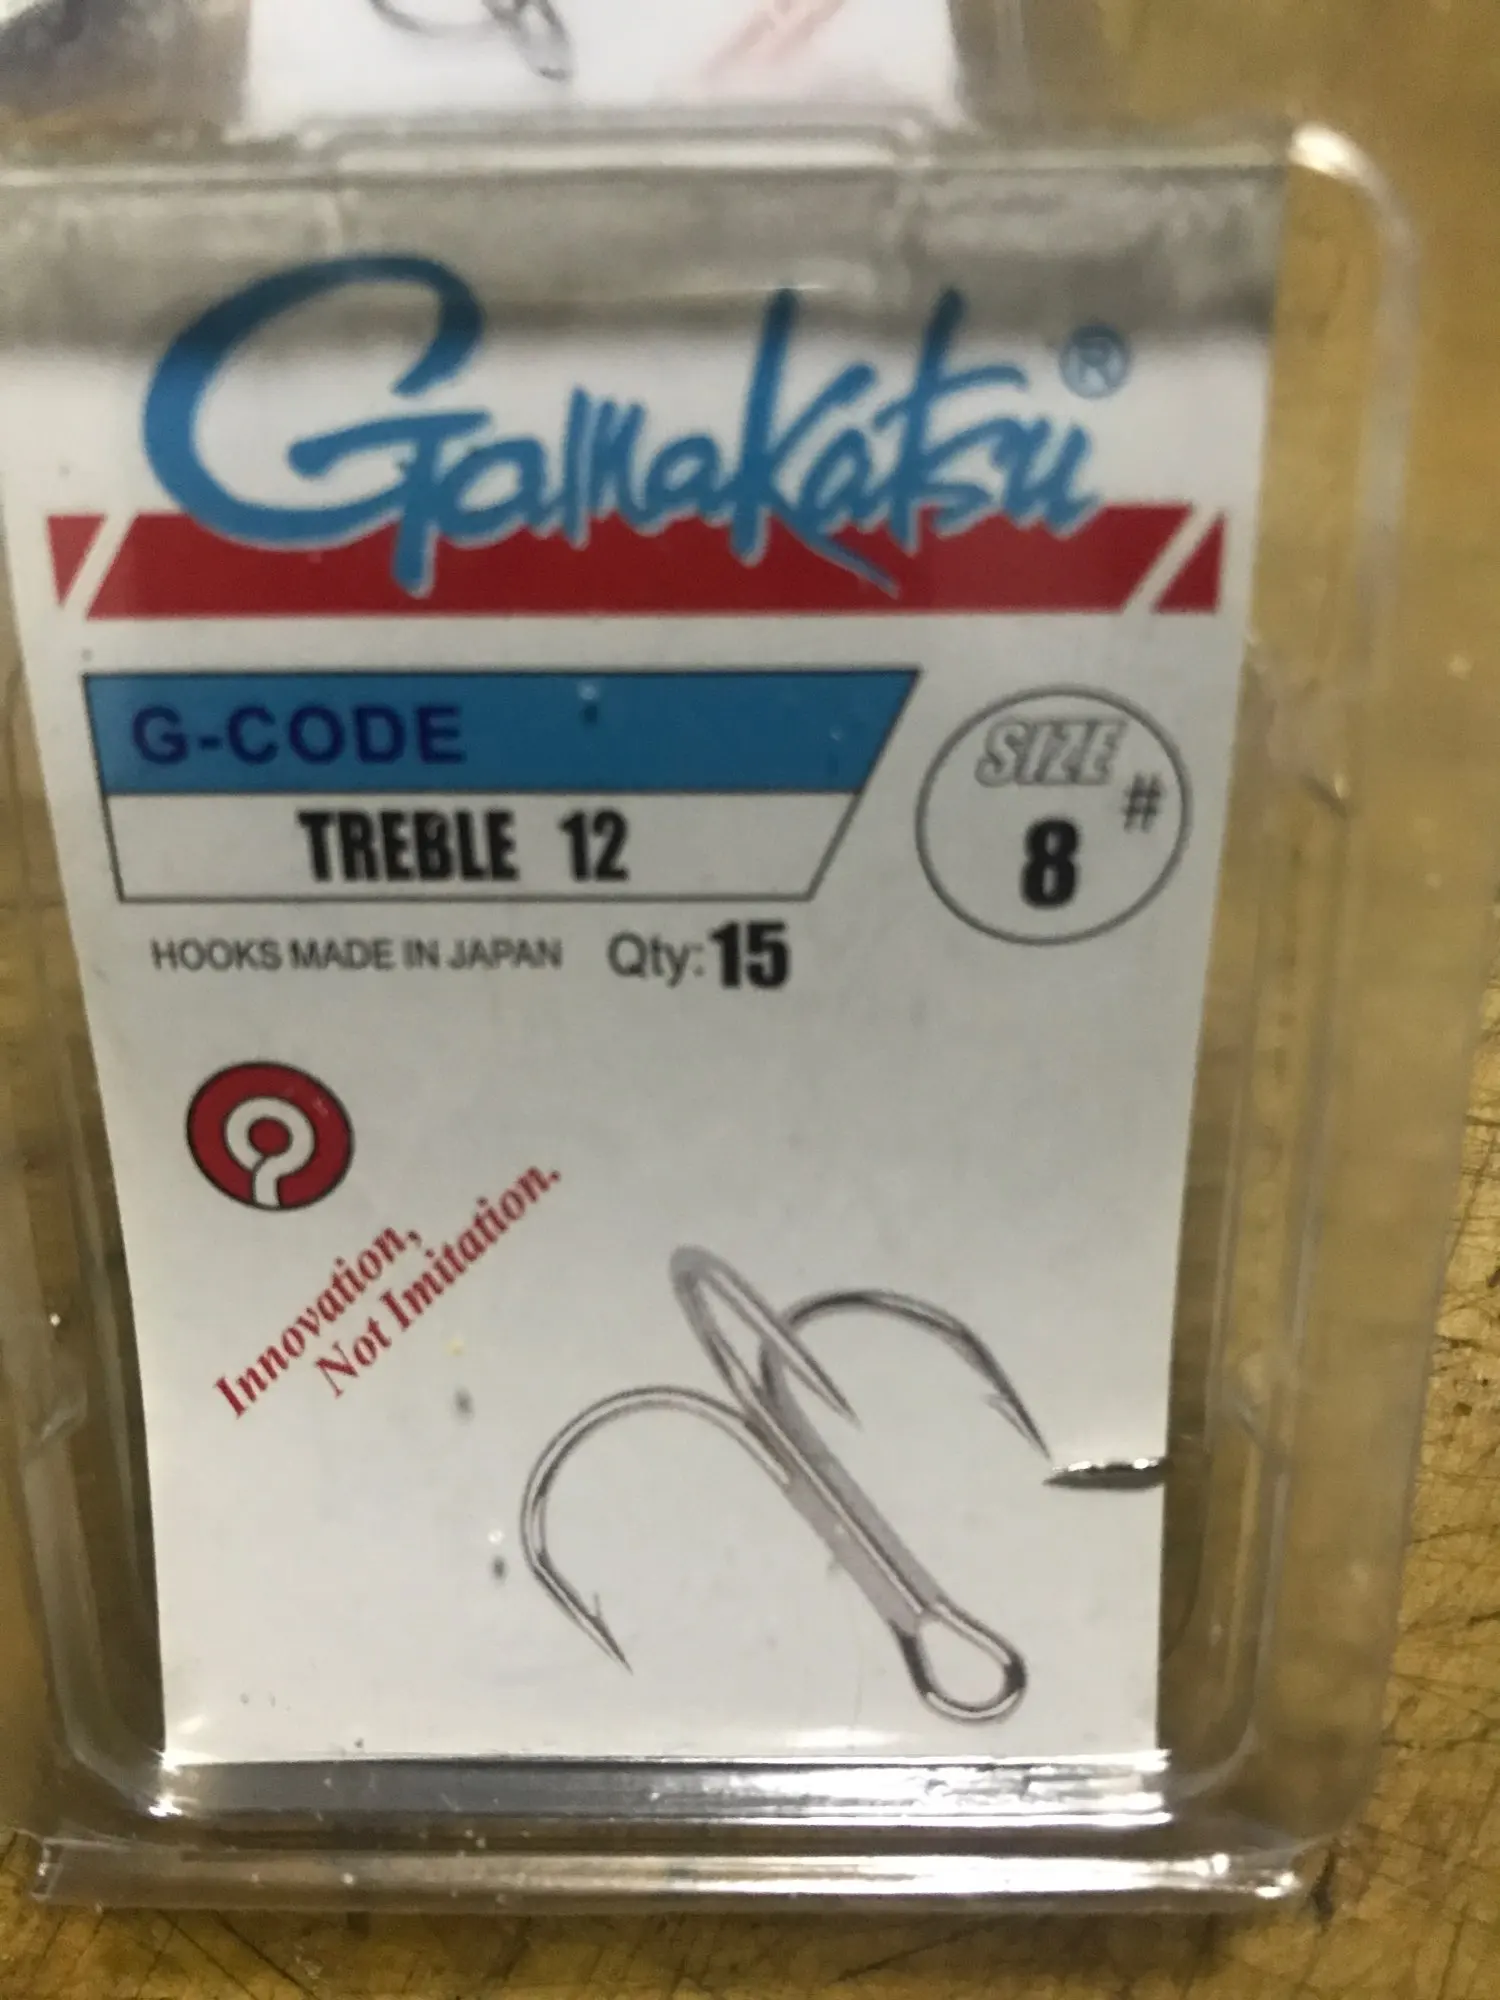 Gamakatsu®
G-CODE
TREBLE 12
SIZE
#
8
HOOKS MADE IN JAPAN Qty:15
Innovation,
Not Imitation.